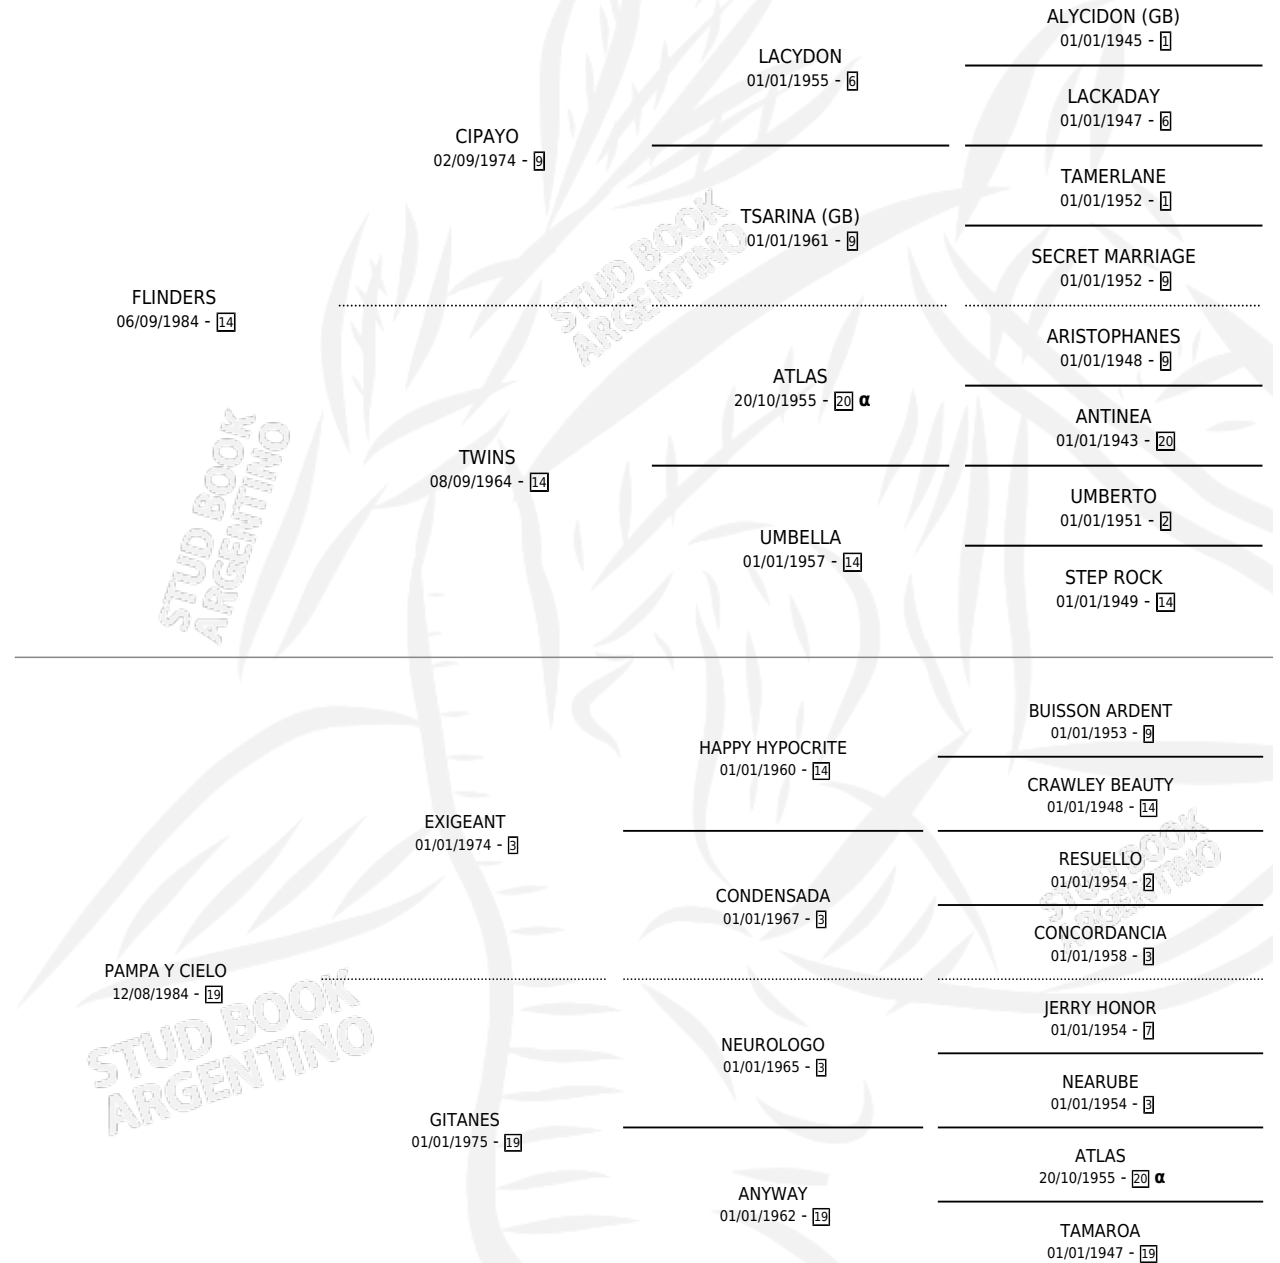 ALYCIDON (GB)
01/01/1945 - 1
LACYDON
01/01/1955 - 6
LACKADAY
01/01/1947 - 6
CIPAYO
02/09/1974 - 9
TAMERLANE
01/01/1952 - 1
TSARINA (GB)
01/01/1961 - 9
SECRET MARRIAGE
01/01/1952 - 9
FLINDERS
06/09/1984 - 14
ARISTOPHANES
01/01/1948 - 9
ATLAS
20/10/1955 - 20 α
ANTINEA
01/01/1943 - 20
TWINS
08/09/1964 - 14
UMBERTO
01/01/1951 - 2
UMBELLA
01/01/1957 - 14
STEP ROCK
01/01/1949 - 14
BUISSON ARDENT
01/01/1953 - 9
HAPPY HYPOCRITE
01/01/1960 - 14
CRAWLEY BEAUTY
01/01/1948 - 14
EXIGEANT
01/01/1974 - 3
RESUELLO
01/01/1954 - 2
CONDENSADA
01/01/1967 - 3
CONCORDANCIA
01/01/1958 - 3
PAMPA Y CIELO
12/08/1984 - 19
JERRY HONOR
01/01/1954 - 7
NEUROLOGO
01/01/1965 - 3
NEARUBE
01/01/1954 - 3
GITANES
01/01/1975 - 19
ATLAS
20/10/1955 - 20 α
ANYWAY
01/01/1962 - 19
TAMAROA
01/01/1947 - 19
STUD BOOK
ARGENTINO
STUD BOOK
ARGENTINO
STUD BOOK
ARGENTINO
STUD BOOK
ARGENTINO